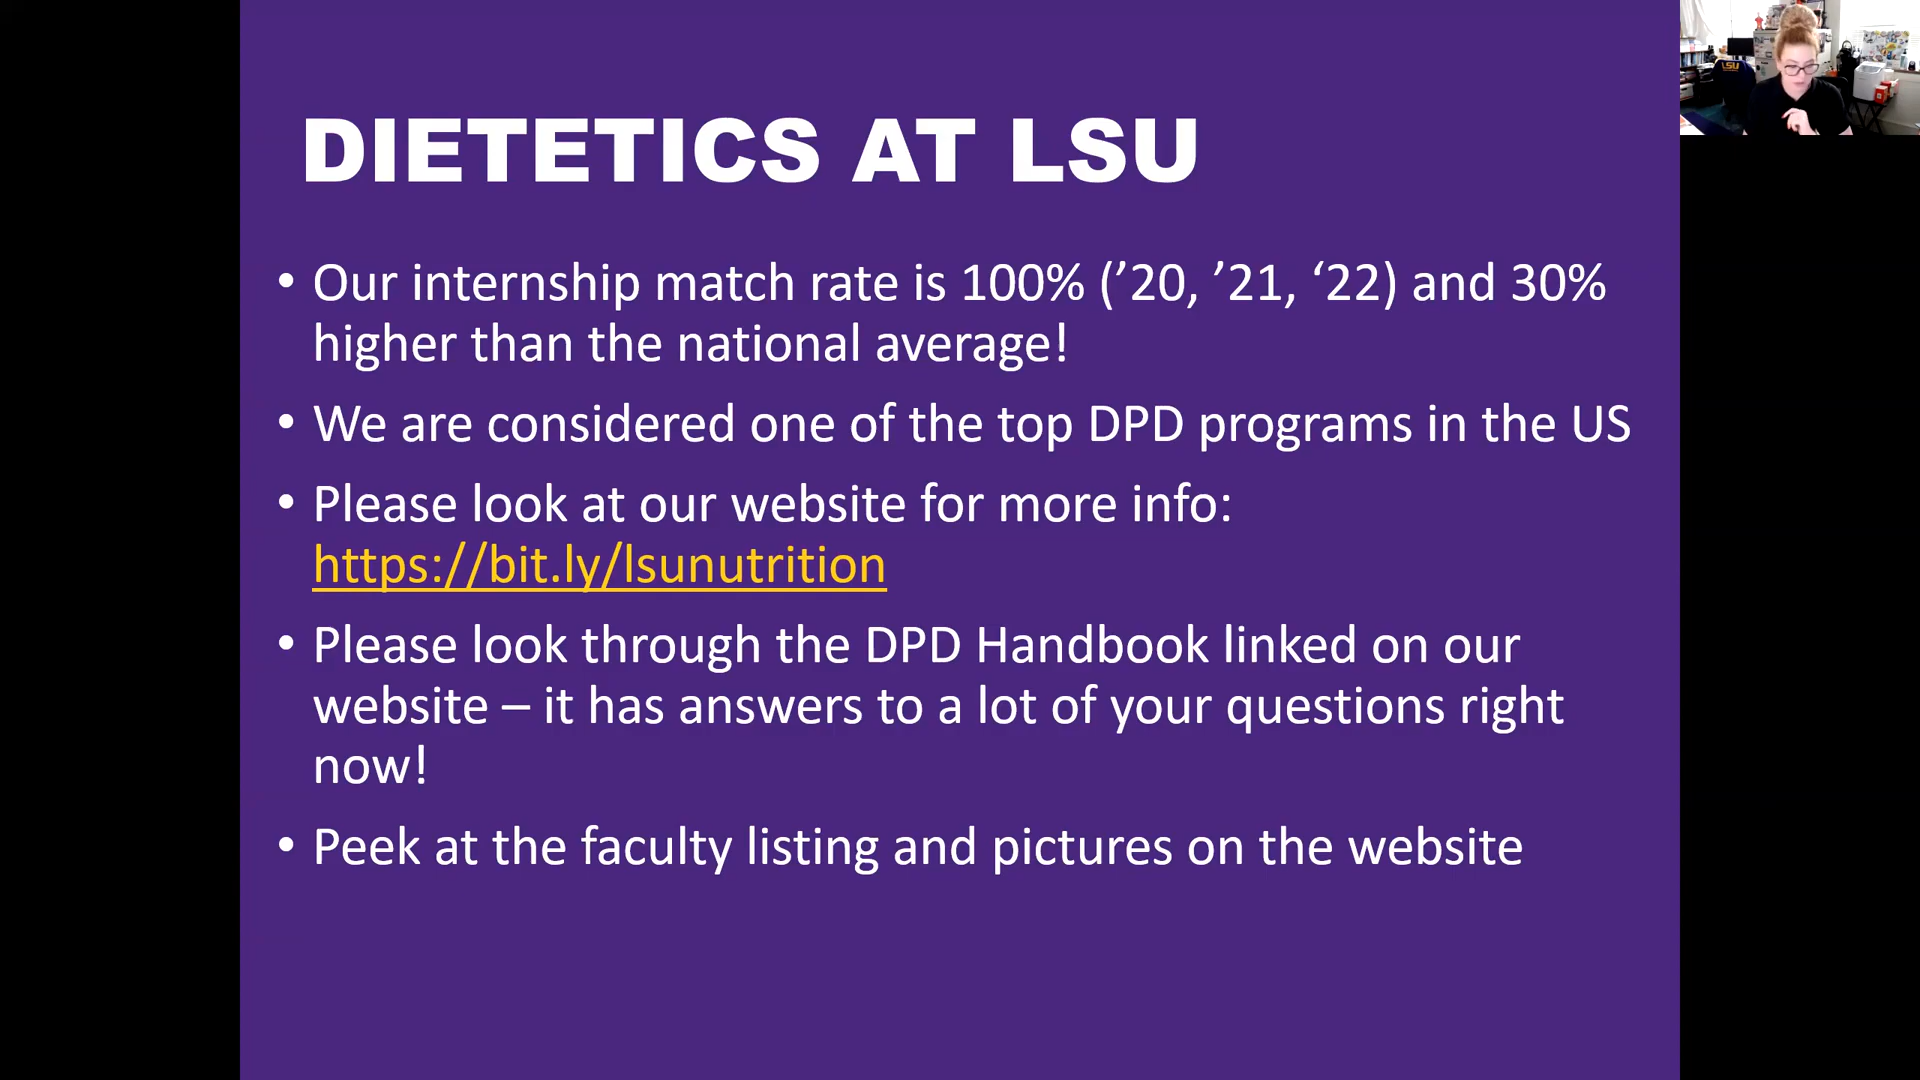 DIETETICS AT LSU
• Our internship match rate is 100% (’20, ’21, ‘22) and 30%
higher than the national average!
• We are considered one of the top DPD programs in the US
• Please look at our website for more info:
https://bit.ly/lsunutrition
• Please look through the DPD Handbook linked on our
website – it has answers to a lot of your questions right
now!
• Peek at the faculty listing and pictures on the website
LSU